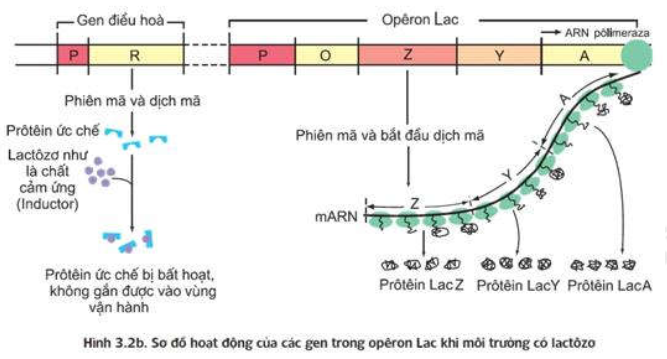 Gen điều hoà
Opêron Lac
ARN pôlimeraza
P
R
P
O
Z
Y
A
Phiên mã và dịch mã
Prôtêin ức chế
Lactôzơ như
là chất
cảm ứng
(Inductor)
Prôtêin ức chế bị bất hoạt,
không gắn được vào vùng
vận hành
Phiên mã và bắt đầu dịch mã
mARN
Z
Y
A
Prôtêin LacZ
Prôtêin LacY
Prôtêin LacA
Hình 3.2b. Sơ đồ hoạt động của các gen trong opêron Lac khi môi trường có lactôzơ